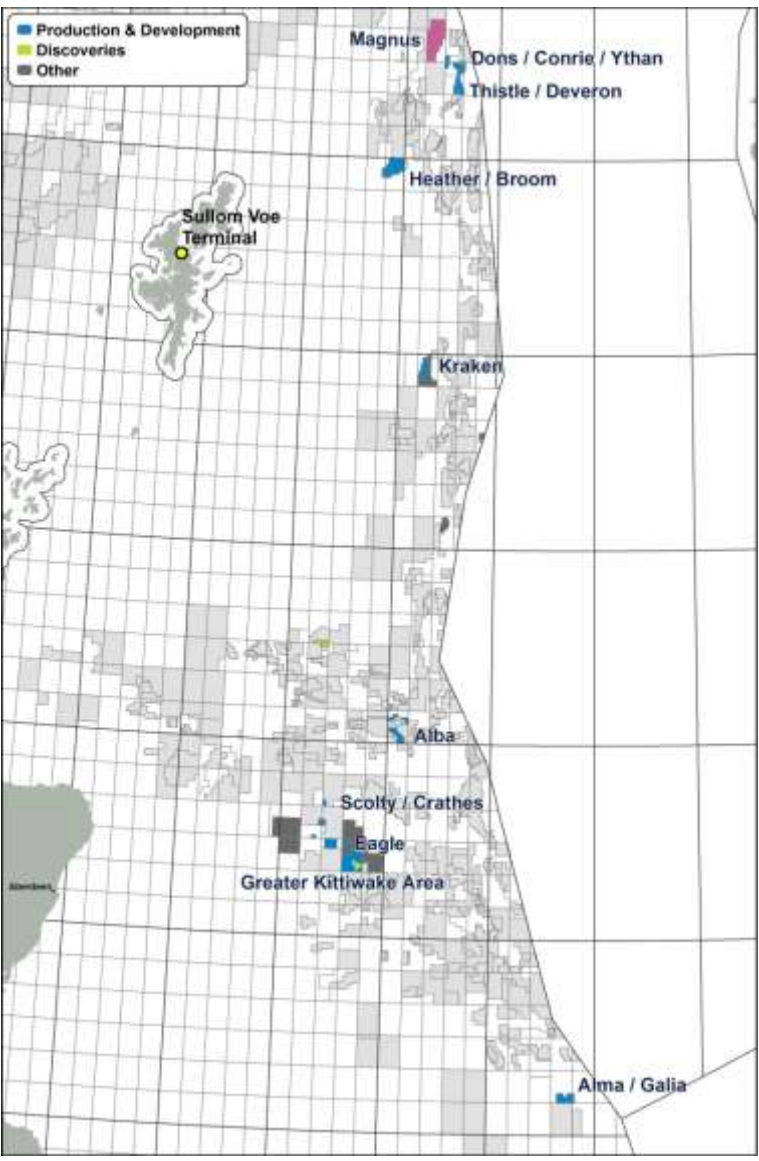 Production & Development
Discoveries
Other
Magnus
Dons / Conrie / Ythan
Thistle / Deveron
Heather / Broom
Sullom Voe
Terminal
Kraken
Alba
Scolty / Crathes
Eagle
Greater Kittiwake Area
Aberdeen
Alma / Galia